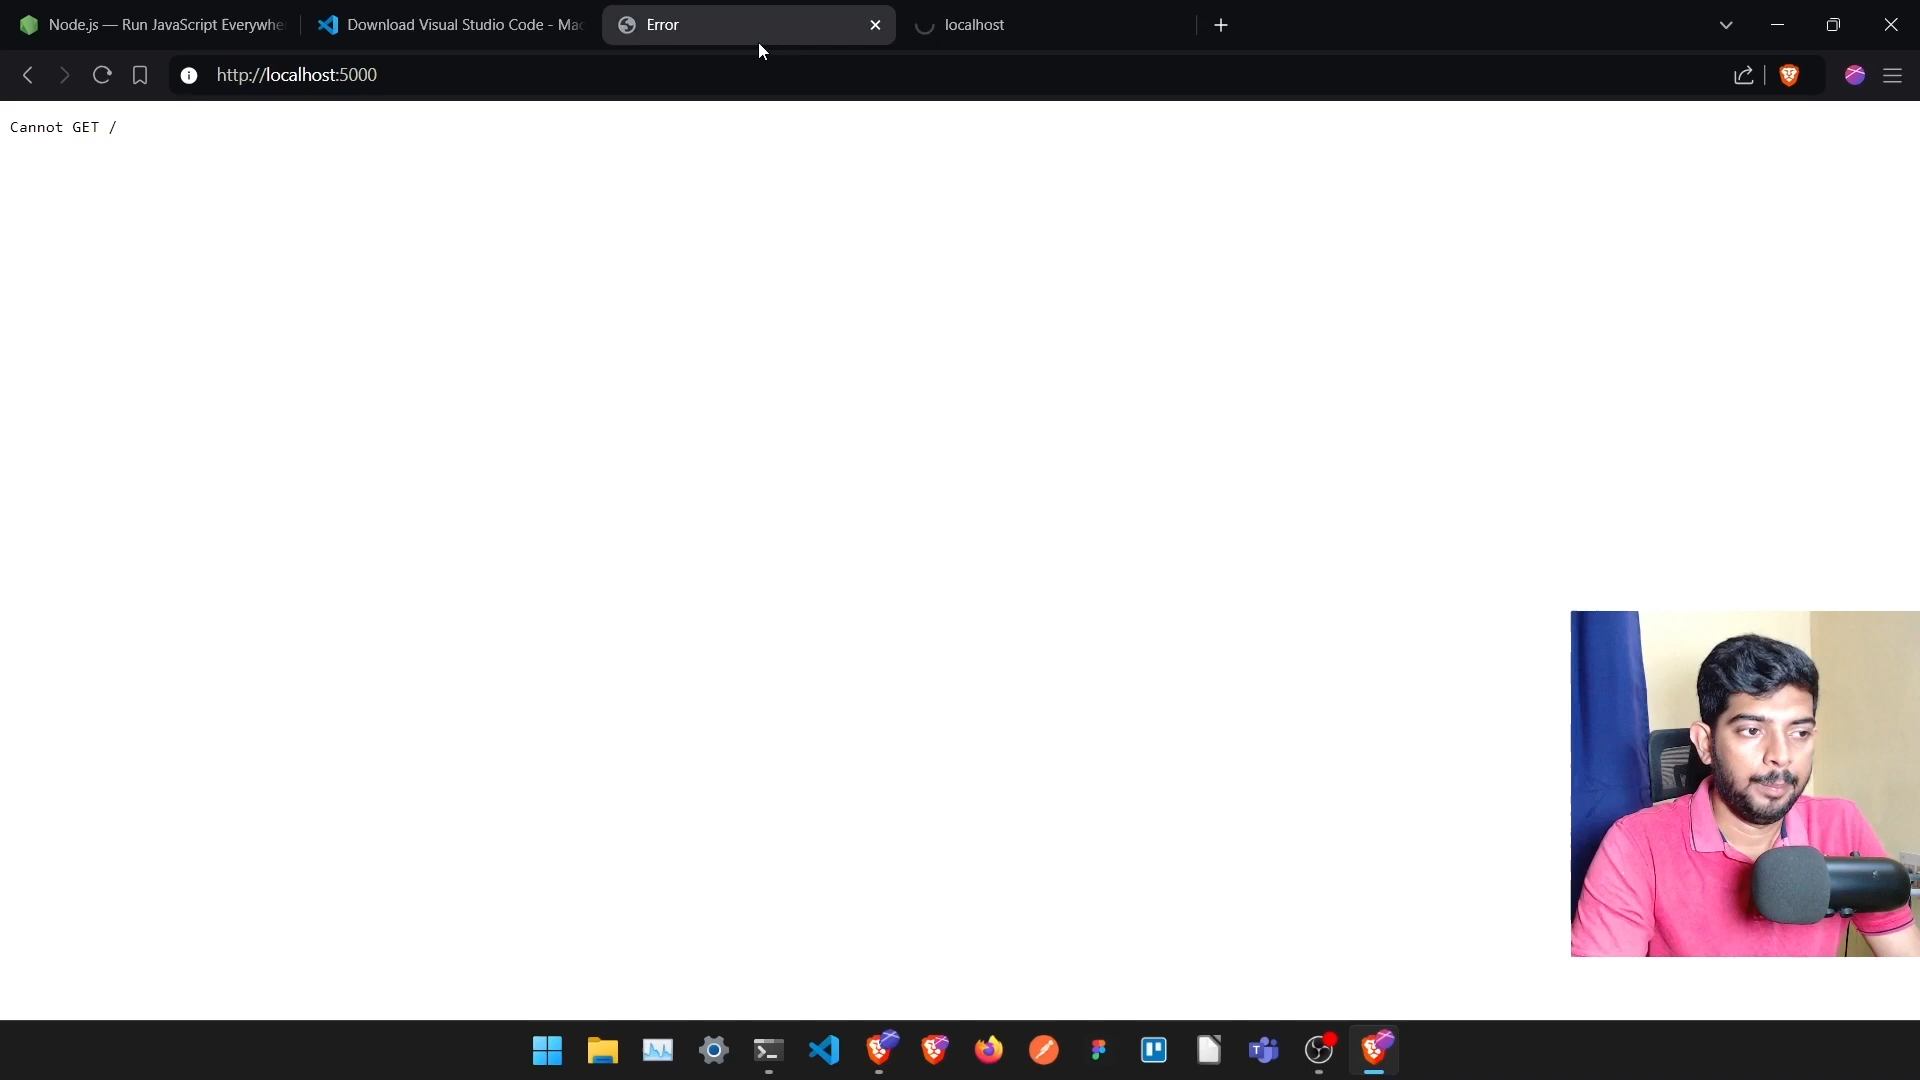 Node.js — Run JavaScript Everywhe
Download Visual Studio Code - Mac
Error
localhost
http://localhost:5000
Cannot GET /